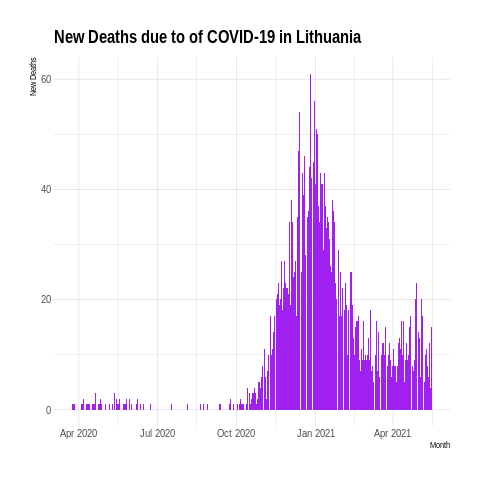 New Deaths due to of COVID-19 in Lithuania
New Deaths
60
40
20
0
Apr 2020 Jul 2020 Oct 2020 Jan 2021 Apr 2021
Month